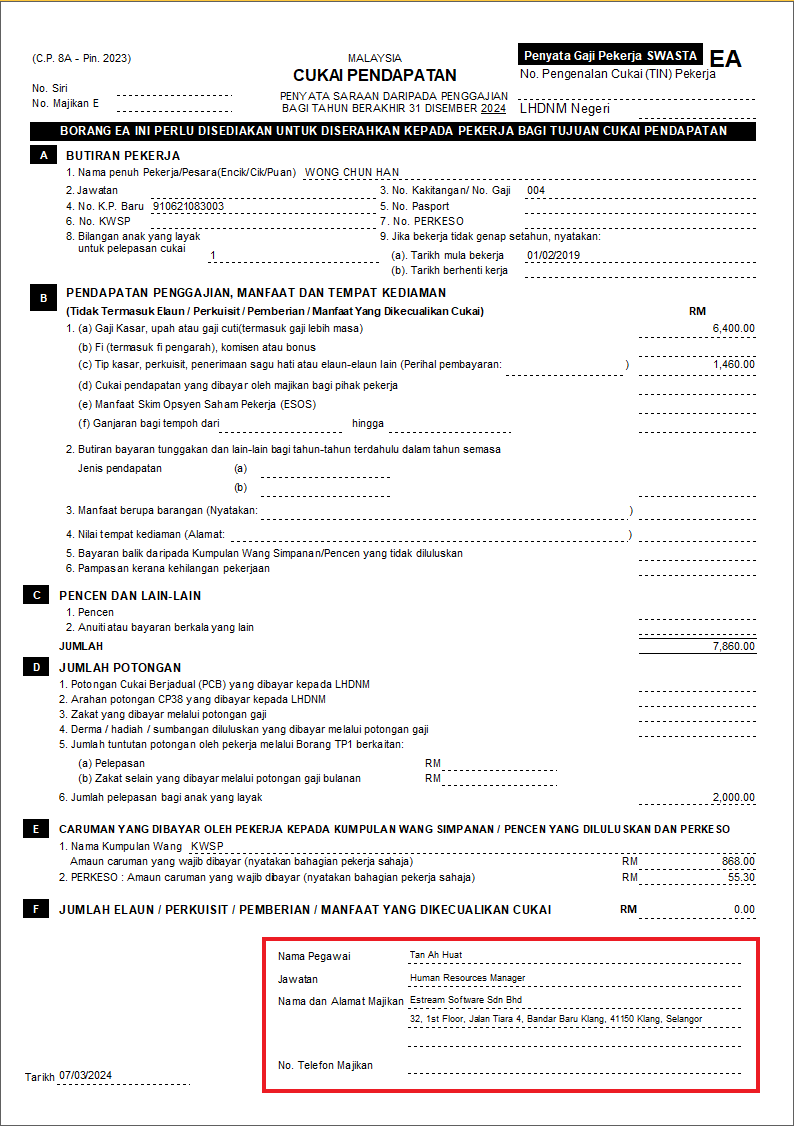 (C.P. 8A - Pin. 2023)
MALAYSIA
Penyata Gaji Pekerja SWASTA EA
CUKAI PENDAPATAN
No. Pengenalan Cukai (TIN) Pekerja
No. Siri
PENYATA SARAAN DARIPADA PENGGAJIAN
No. Majikan E
BAGI TAHUN BERAKHIR 31 DISEMBER 2024
LHDNM Negeri
BORANG EA INI PERLU DISEDIAKAN UNTUK DISERAHKAN KEPADA PEKERJA BAGI TUJUAN CUKAI PENDAPATAN
A BUTIRAN PEKERJA
1. Nama penuh Pekerja/Pesara(Encik/Cik/Puan) WONG CHUN HAN
2. Jawatan 3. No. Kakitangan/ No. Gaji 004
4. No. K.P. Baru 910621083003 5. No. Pasport
6. No. KWSP 7. No. PERKESO
8. Bilangan anak yang layak 9. Jika bekerja tidak genap setahun, nyatakan:
untuk pelepasan cukai 1 (a). Tarikh mula bekerja 01/02/2019
(b). Tarikh berhenti kerja
B PENDAPATAN PENGGAJIAN, MANFAAT DAN TEMPAT KEDIAMAN
(Tidak Termasuk Elaun / Perkuisit / Pemberian / Manfaat Yang Dikecualikan Cukai) RM
1. (a) Gaji Kasar, upah atau gaji cuti(termasuk gaji lebih masa) 6,400.00
(b) Fi (termasuk fi pengarah), komisen atau bonus
(c) Tip kasar, perkuisit, penerimaan sagu hati atau elaun-elaun lain (Perihal pembayaran: ) 1,460.00
(d) Cukai pendapatan yang dibayar oleh majikan bagi pihak pekerja
(e) Manfaat Skim Opsyen Saham Pekerja (ESOS)
(f) Ganjaran bagi tempoh dari hingga
2. Butiran bayaran tunggakan dan lain-lain bagi tahun-tahun terdahulu dalam tahun semasa
Jenis pendapatan (a)
(b)
3. Manfaat berupa barangan (Nyatakan: )
4. Nilai tempat kediaman (Alamat: )
5. Bayaran balik daripada Kumpulan Wang Simpanan/Pencen yang tidak diluluskan
6. Pampasan kerana kehilangan pekerjaan
C PENCEN DAN LAIN-LAIN
1. Pencen
2. Anuiti atau bayaran berkala yang lain
JUMLAH 7,860.00
D JUMLAH POTONGAN
1. Potongan Cukai Berjadual (PCB) yang dibayar kepada LHDNM
2. Arahan potongan CP38 yang dibayar kepada LHDNM
3. Zakat yang dibayar melalui potongan gaji
4. Derma / hadiah / sumbangan diluluskan yang dibayar melalui potongan gaji
5. Jumlah tuntutan potongan oleh pekerja melalui Borang TP1 berkaitan:
(a) Pelepasan RM
(b) Zakat selain yang dibayar melalui potongan gaji bulanan RM
6. Jumlah pelepasan bagi anak yang layak 2,000.00
E CARUMAN YANG DIBAYAR OLEH PEKERJA KEPADA KUMPULAN WANG SIMPANAN / PENCEN YANG DILULUSKAN DAN PERKESO
1. Nama Kumpulan Wang KWSP
Amaun caruman yang wajib dibayar (nyatakan bahagian pekerja sahaja) RM 868.00
2. PERKESO : Amaun caruman yang wajib dibayar (nyatakan bahagian pekerja sahaja) RM 55.30
F JUMLAH ELAUN / PERKUISIT / PEMBERIAN / MANFAAT YANG DIKECUALIKAN CUKAI RM 0.00
Nama Pegawai Tan Ah Huat
Jawatan Human Resources Manager
Nama dan Alamat Majikan Estream Software Sdn Bhd
32, 1st Floor, Jalan Tiara 4, Bandar Baru Klang, 41150 Klang, Selangor
No. Telefon Majikan
Tarikh 07/03/2024